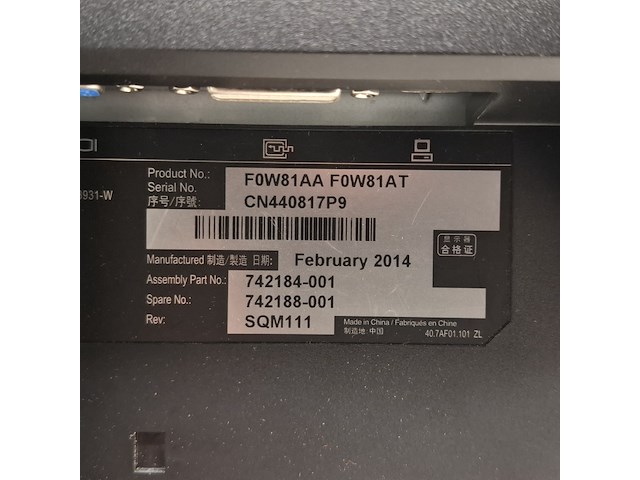 Product No.: F0W81AA F0W81AT
Serial No.
序号/序號: CN440817P9
931-W
显示器
合格证
Manufactured 制造/製造 日期: February 2014
Assembly Part No.: 742184-001
Spare No.: 742188-001
Rev: SQM111
Made in China / Fabriqués en Chine
制造地: 中国 40.7AF01.101 ZL